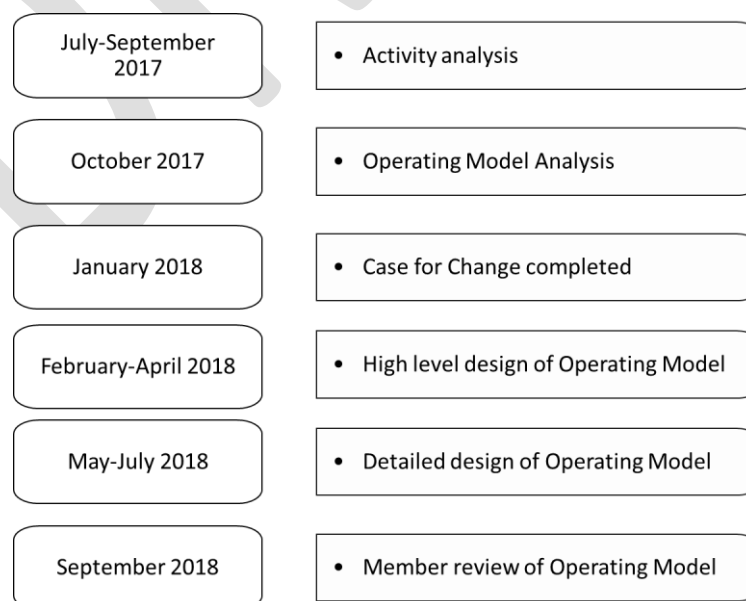 July-September
2017
• Activity analysis
October 2017
• Operating Model Analysis
January 2018
• Case for Change completed
February-April 2018
• High level design of Operating Model
May-July 2018
• Detailed design of Operating Model
September 2018
• Member review of Operating Model